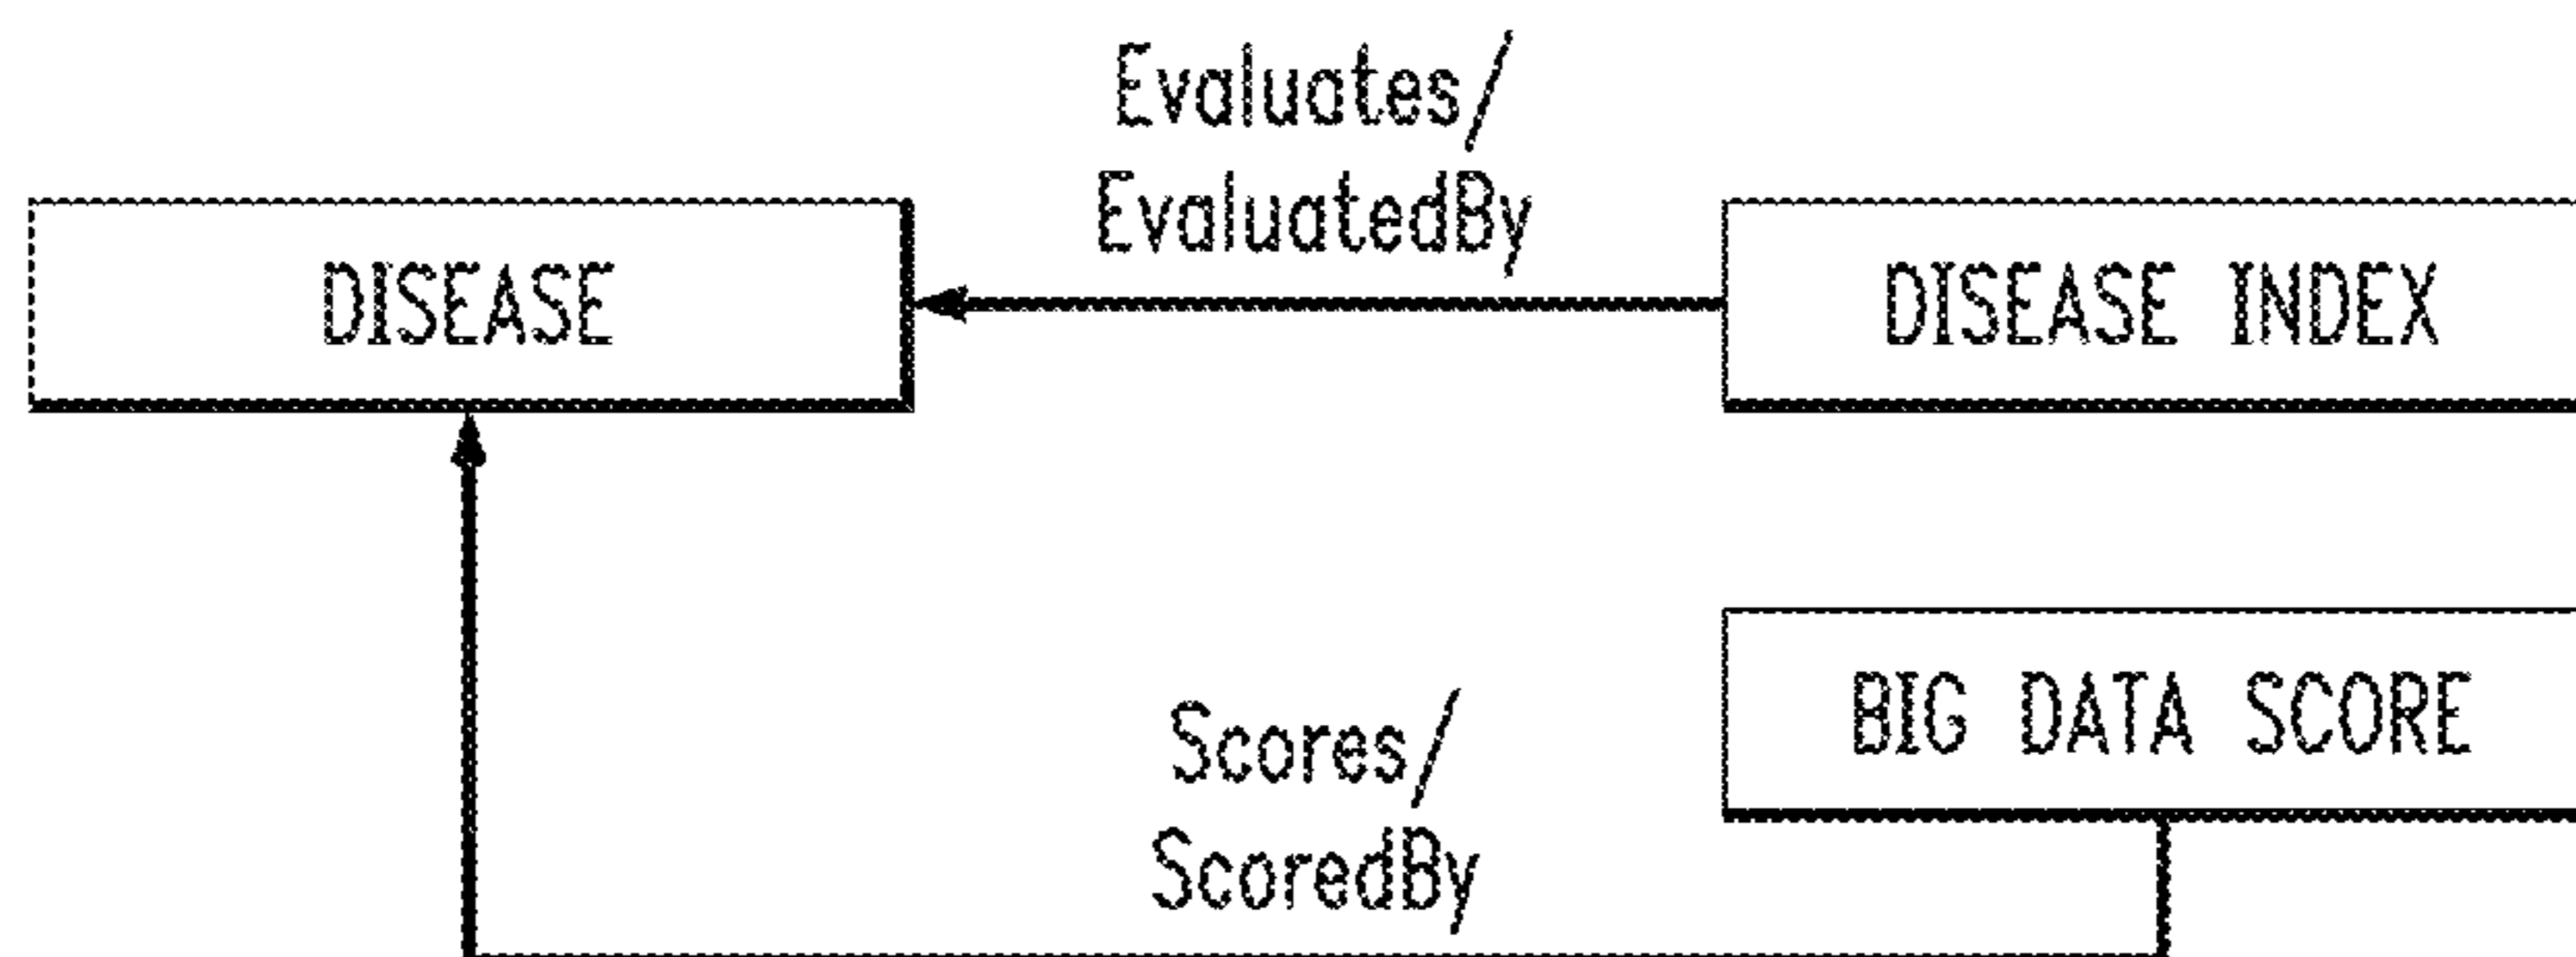 Evaluates/
EvaluatedBy
DISEASE
DISEASE INDEX
BIG DATA SCORE
Scores/
ScoredBy